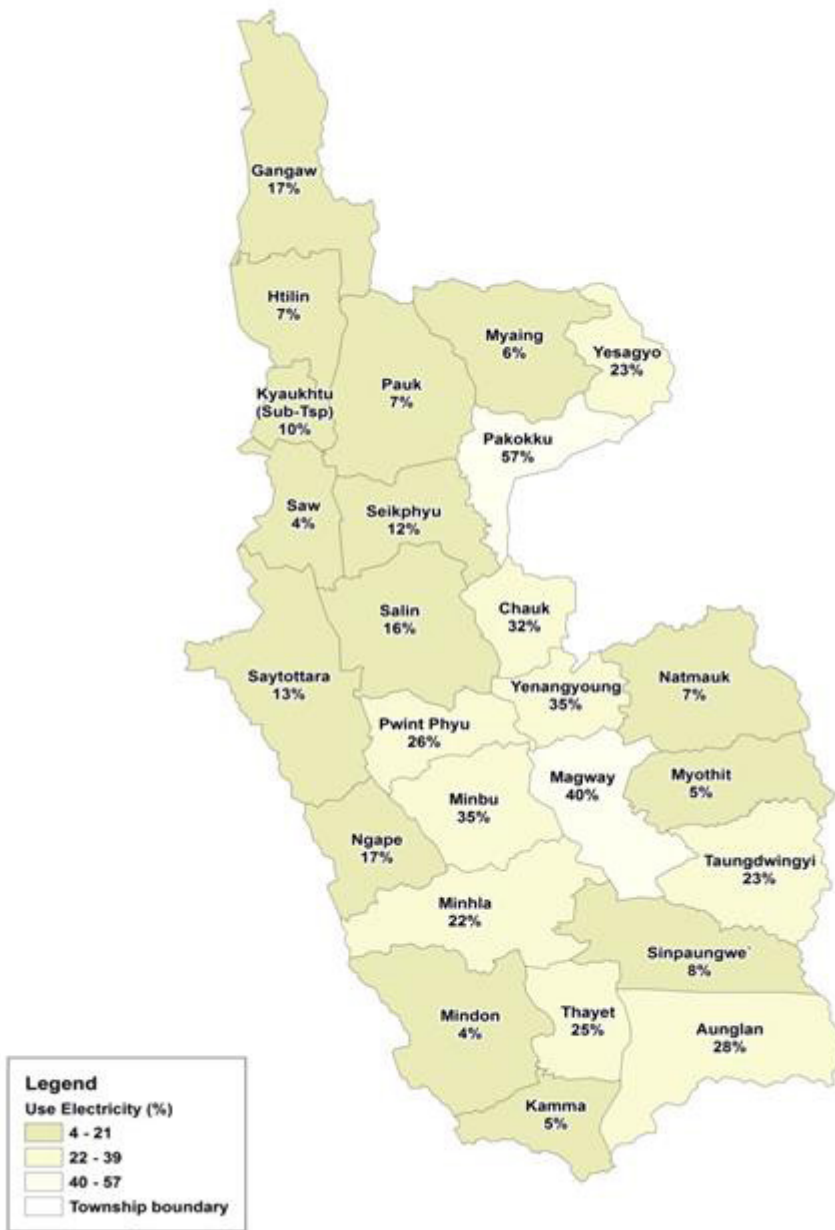 Gangaw
17%
Htilin
7%
Myaing
6%
Yesagyo
23%
Kyaukhtu
(Sub-Tsp)
10%
Pauk
7%
Pakokku
57%
Saw
4%
Seikphyu
12%
Salin
16%
Chauk
32%
Saytottara
13%
Yenangyoung
35%
Natmauk
7%
Pwint Phyu
26%
Magway
40%
Myothit
5%
Minbu
35%
Ngape
17%
Taungdwingyi
23%
Minhla
22%
Sinpaungwe`
8%
Mindon
4%
Thayet
25%
Aunglan
28%
Kamma
5%
Legend
Use Electricity (%)
4 - 21
22 - 39
40 - 57
Township boundary